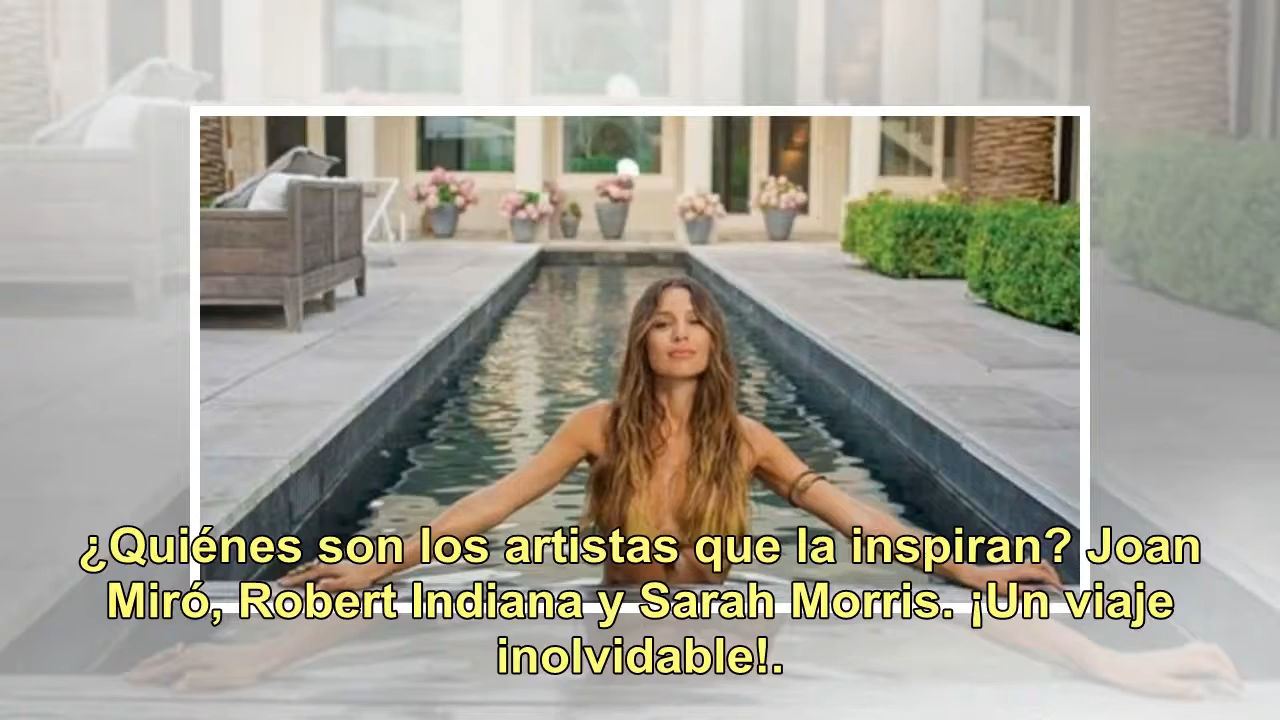 ¿Quiénes son los artistas que la inspiran? Joan
Miró, Robert Indiana y Sarah Morris. ¡Un viaje
inolvidable!.